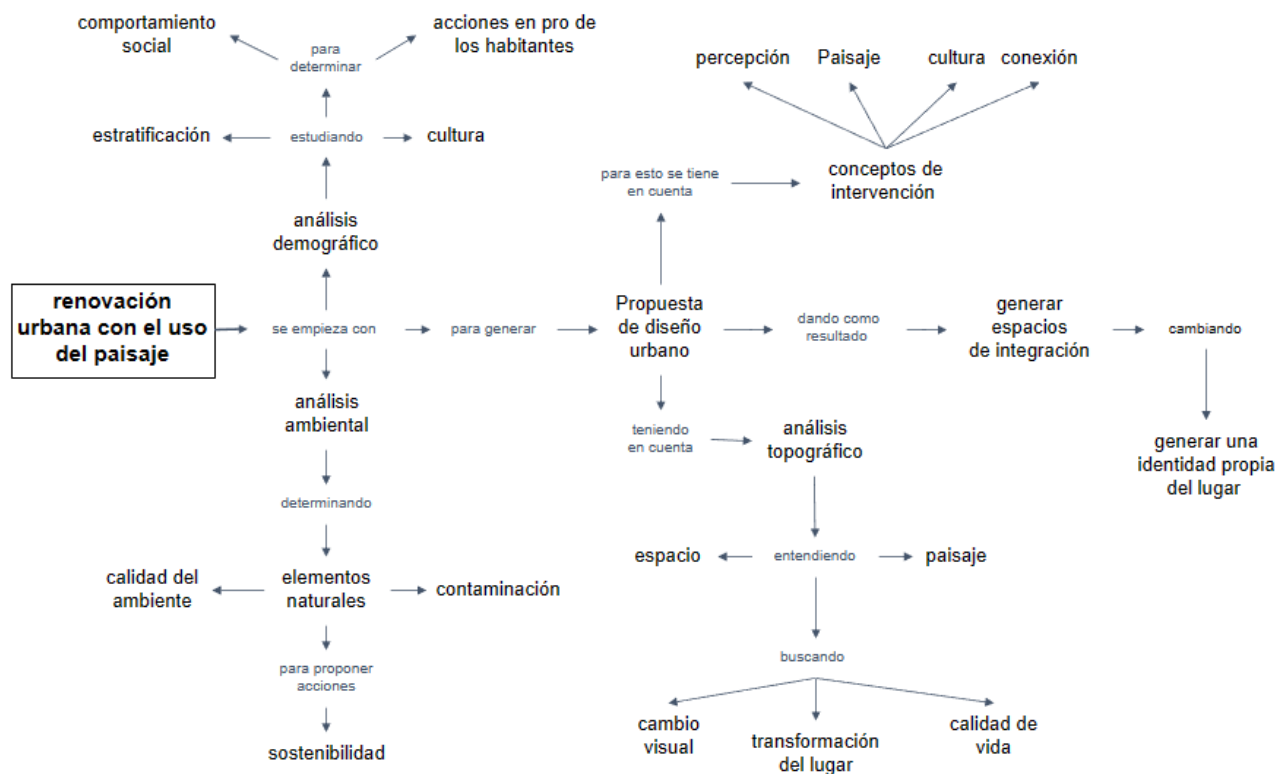 comportamiento
social
para
determinar
acciones en pro de
los habitantes
estratificación
estudiando
cultura
análisis
demográfico
renovación
urbana con el uso
del paisaje
se empieza con
para generar
análisis
ambiental
determinando
calidad del
ambiente
elementos
naturales
contaminación
para proponer
acciones
sostenibilidad
percepción
Paisaje
cultura
conexión
para esto se tiene
en cuenta
conceptos de
intervención
Propuesta
de diseño
urbano
dando como
resultado
generar
espacios
de integración
cambiando
generar una
identidad propia
del lugar
teniendo
en cuenta
análisis
topográfico
espacio
entendiendo
paisaje
buscando
cambio
visual
transformación
del lugar
calidad de
vida